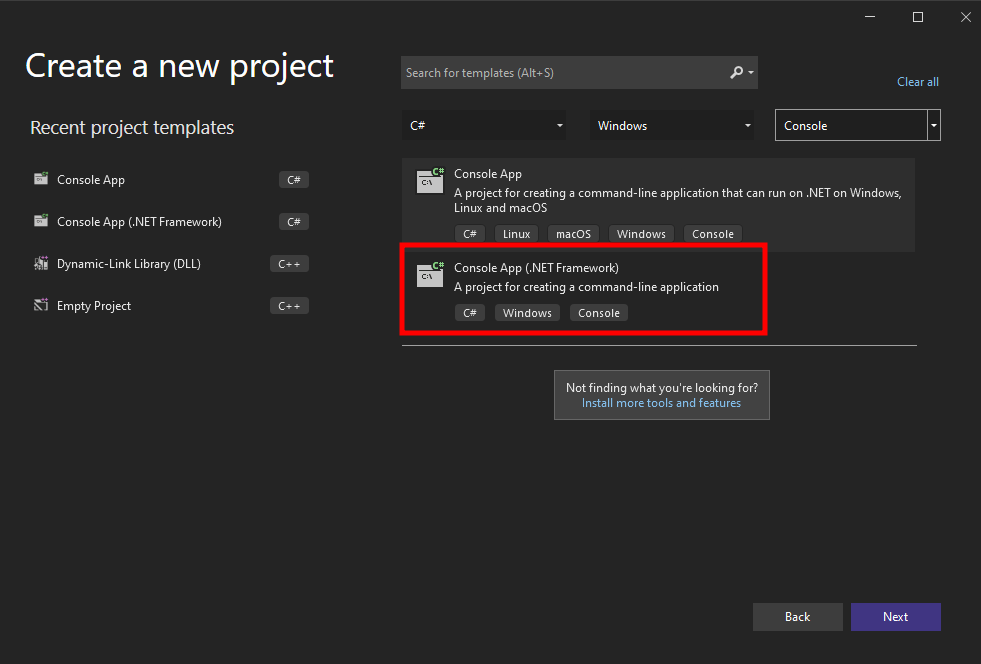 Create a new project
Search for templates (Alt+S)
Clear all
Recent project templates
C#
Windows
Console
Console App
C#
Console App (.NET Framework)
C#
Dynamic-Link Library (DLL)
C++
Empty Project
C++
C#
C:\
Console App
A project for creating a command-line application that can run on .NET on Windows,
Linux and macOS
C#
Linux
macOS
Windows
Console
C#
C:\
Console App (.NET Framework)
A project for creating a command-line application
C#
Windows
Console
Not finding what you're looking for?
Install more tools and features
Back
Next